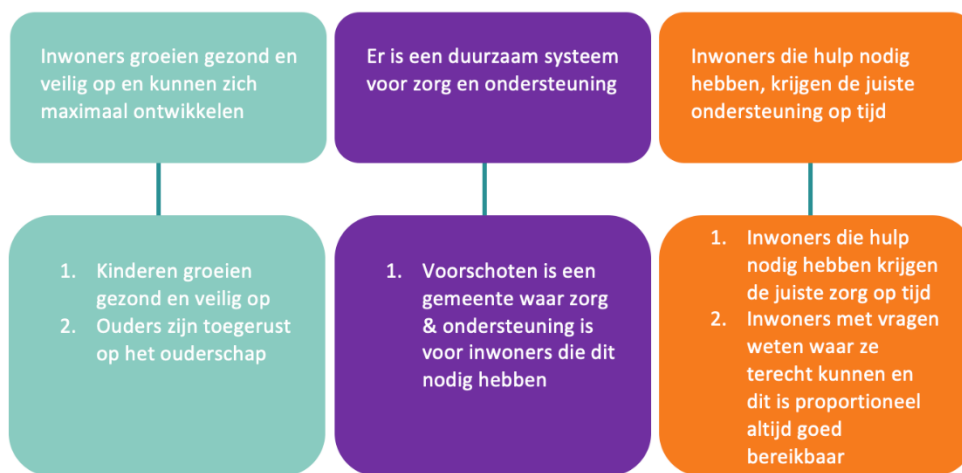 Inwoners groeien gezond en
veilig op en kunnen zich
maximaal ontwikkelen
Er is een duurzaam systeem
voor zorg en ondersteuning
Inwoners die hulp nodig
hebben, krijgen de juiste
ondersteuning op tijd
1. Kinderen groeien
gezond en veilig op
2. Ouders zijn toegerust
op het ouderschap
1. Voorschoten is een
gemeente waar zorg
& ondersteuning is
voor inwoners die dit
nodig hebben
1. Inwoners die hulp
nodig hebben krijgen
de juiste zorg op tijd
2. Inwoners met vragen
weten waar ze
terecht kunnen en
dit is proportioneel
altijd goed
bereikbaar